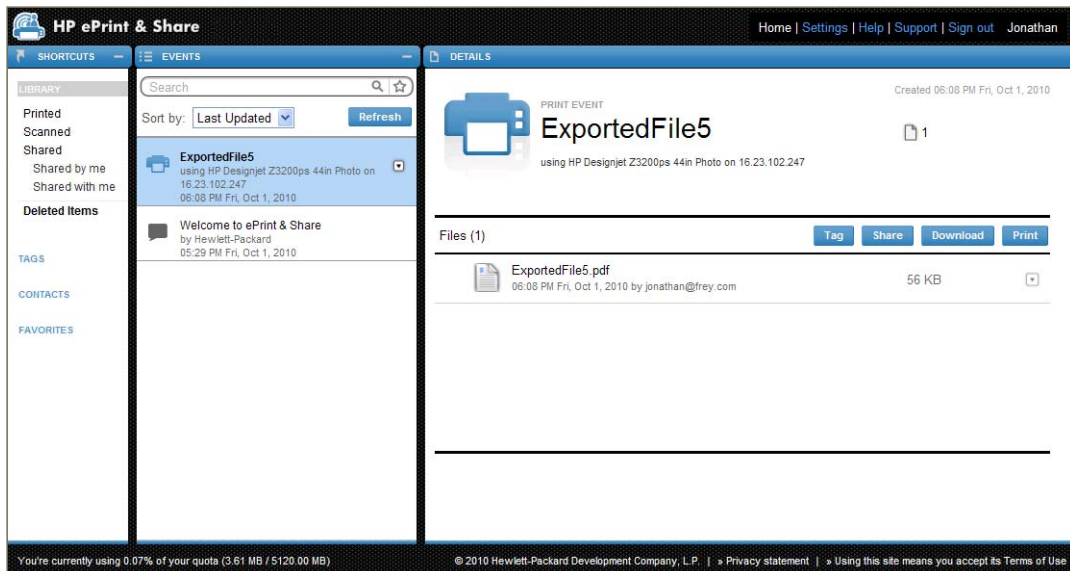 HP ePrint & Share
Home | Settings | Help | Support | Sign out Jonathan
SHORTCUTS
LIBRARY
Printed
Scanned
Shared
Shared by me
Shared with me
Deleted Items
TAGS
CONTACTS
FAVORITES
EVENTS
Search
Sort by: Last Updated Refresh
ExportedFile5
using HP Designjet Z3200ps 44in Photo on
16.23.102.247
06:08 PM Fri, Oct 1, 2010
Welcome to ePrint & Share
by Hewlett-Packard
05:29 PM Fri, Oct 1, 2010
DETAILS
Created 06:08 PM Fri, Oct 1, 2010
PRINT EVENT
ExportedFile5
1
using HP Designjet Z3200ps 44in Photo on 16.23.102.247
Files (1) Tag Share Download Print
ExportedFile5.pdf
56 KB
06:08 PM Fri, Oct 1, 2010 by jonathan@frey.com
You're currently using 0.07% of your quota (3.61 MB / 5120.00 MB)
© 2010 Hewlett-Packard Development Company, L.P. | » Privacy statement | » Using this site means you accept its Terms of Use